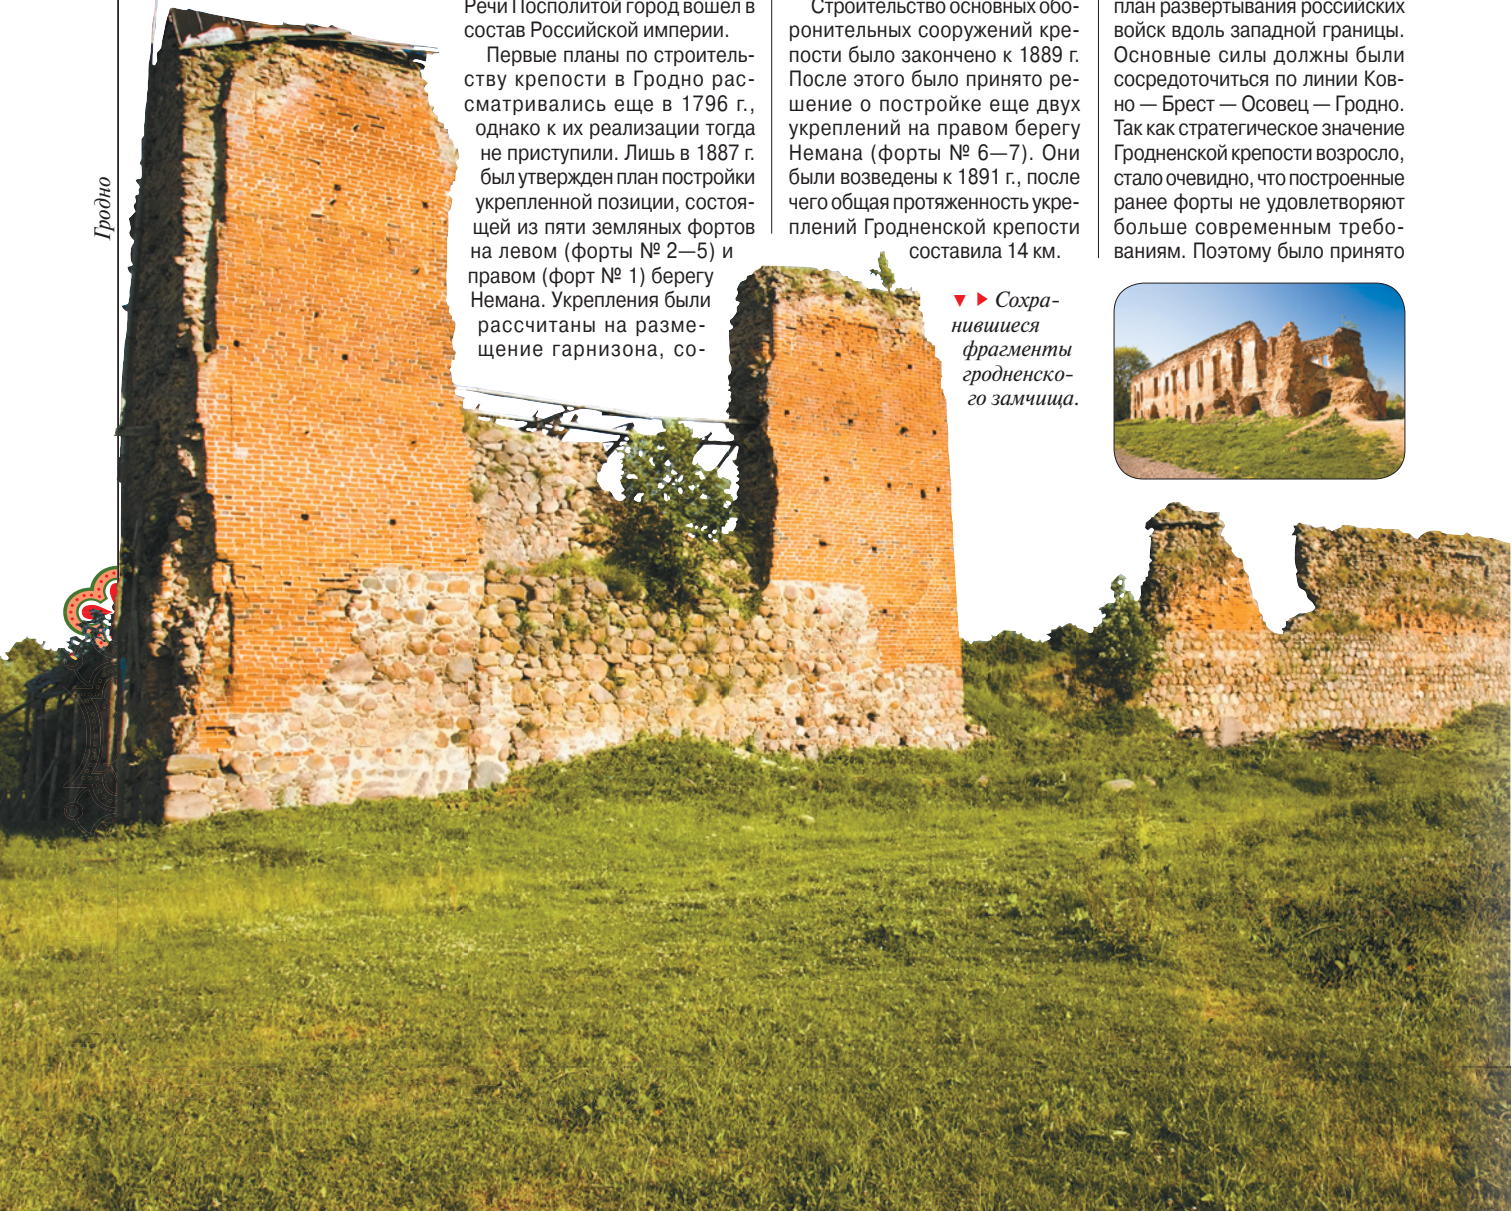 Гродно
Речи Посполитой город вошел в
состав Российской империи.
Первые планы по строитель-
ству крепости в Гродно рас-
сматривались еще в 1796 г.,
однако к их реализации тогда
не приступили. Лишь в 1887 г.
был утвержден план постройки
укрепленной позиции, состоя-
щей из пяти земляных фортов
на левом (форты № 2—5) и
правом (форт № 1) берегу
Немана. Укрепления были
рассчитаны на разме-
щение гарнизона, со-
Строительство основных обо-
ронительных сооружений кре-
пости было закончено к 1889 г.
После этого было принято ре-
шение о постройке еще двух
укреплений на правом берегу
Немана (форты № 6—7). Они
были возведены к 1891 г., после
чего общая протяженность укре-
плений Гродненской крепости
составила 14 км.
план развертывания российских
войск вдоль западной границы.
Основные силы должны были
сосредоточиться по линии Ков-
но — Брест — Осовец — Гродно.
Так как стратегическое значение
Гродненской крепости возросло,
стало очевидно, что построенные
ранее форты не удовлетворяют
больше современным требо-
ваниям. Поэтому было принято
▼ ► Сохра-
нившиеся
фрагменты
гродненско-
го замчища.